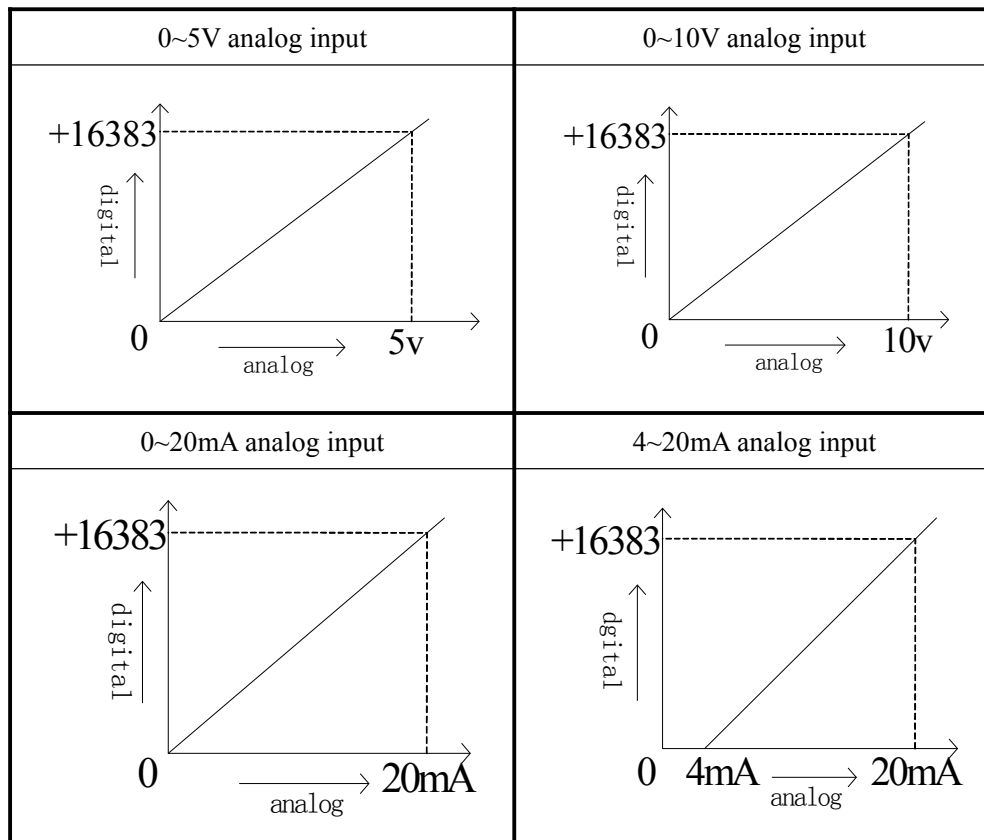 0~5V analog input
0~10V analog input
+16383
digital
0
5v
analog
+16383
digital
0
10v
analog
0~20mA analog input
4~20mA analog input
+16383
digital
0
20mA
analog
+16383
dgital
0
4mA
20mA
analog